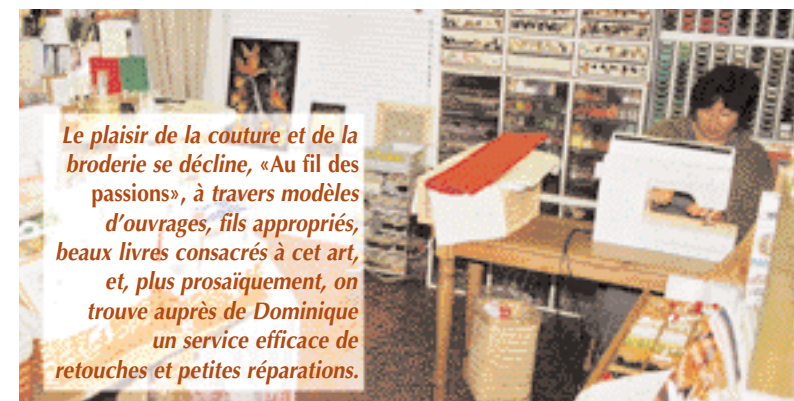 Le plaisir de la couture et de la
broderie se décline, «Au fil des
passions», à travers modèles
d'ouvrages, fils appropriés,
beaux livres consacrés à cet art,
et, plus prosaïquement, on
trouve auprès de Dominique
un service efficace de
retouches et petites réparations.